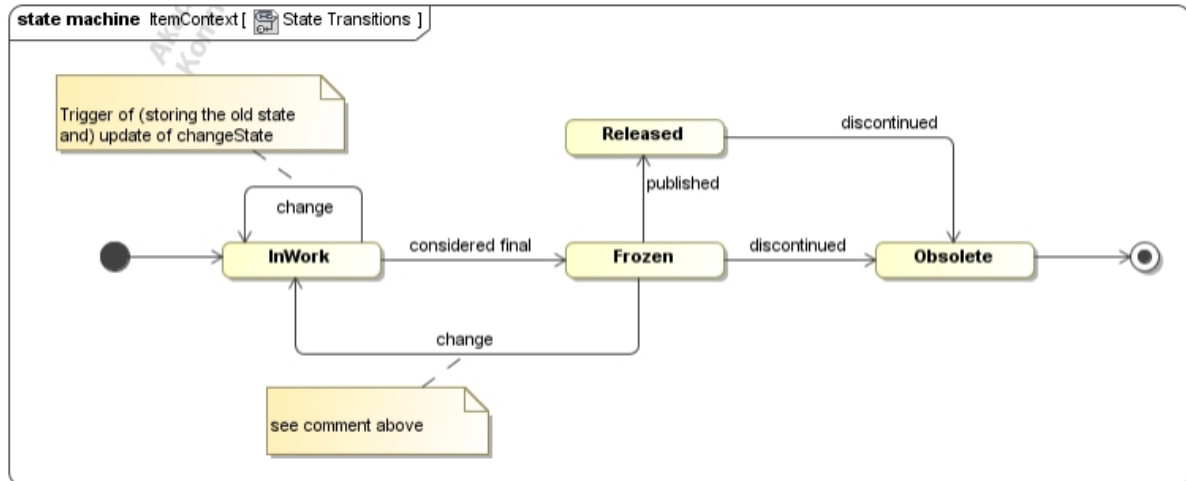 state machine ItemContext [ State Transitions ]
Trigger of (storing the old state
and) update of changeState
Released
discontinued
published
change
InWork
considered final
Frozen
discontinued
Obsolete
change
see comment above